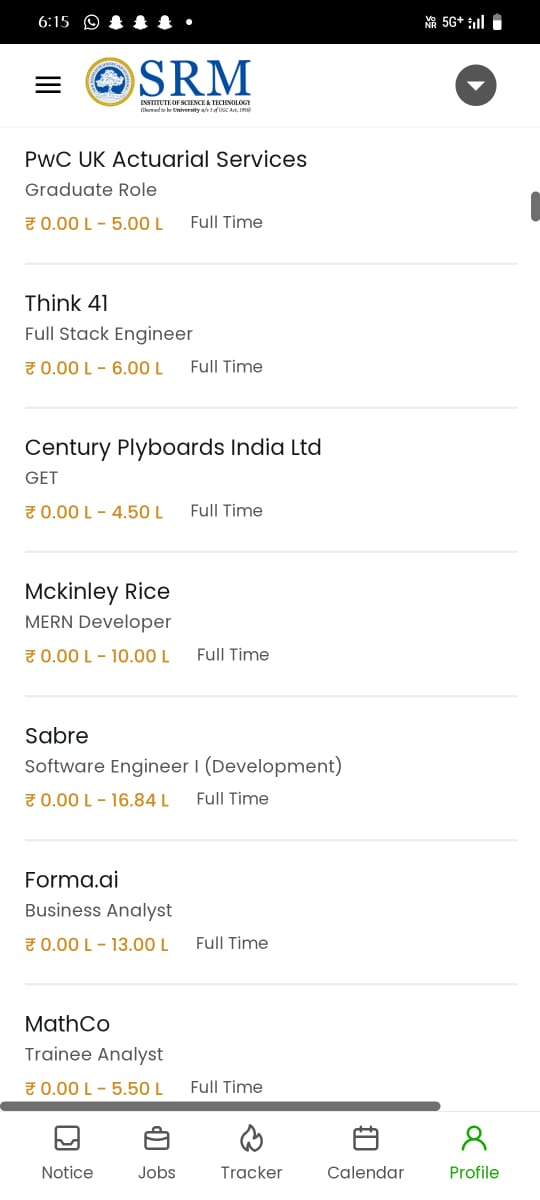 6:15
Vo NR 5G+
SRM
INSTITUTE OF SCIENCE & TECHNOLOGY
(Deemed to be University u/s 3 of UGC Act, 1956)
PwC UK Actuarial Services
Graduate Role
₹ 0.00 L - 5.00 L Full Time
Think 41
Full Stack Engineer
₹ 0.00 L - 6.00 L Full Time
Century Plyboards India Ltd
GET
₹ 0.00 L - 4.50 L Full Time
Mckinley Rice
MERN Developer
₹ 0.00 L - 10.00 L Full Time
Sabre
Software Engineer I (Development)
₹ 0.00 L - 16.84 L Full Time
Forma.ai
Business Analyst
₹ 0.00 L - 13.00 L Full Time
MathCo
Trainee Analyst
₹ 0.00 L - 5.50 L Full Time
Notice Jobs Tracker Calendar Profile